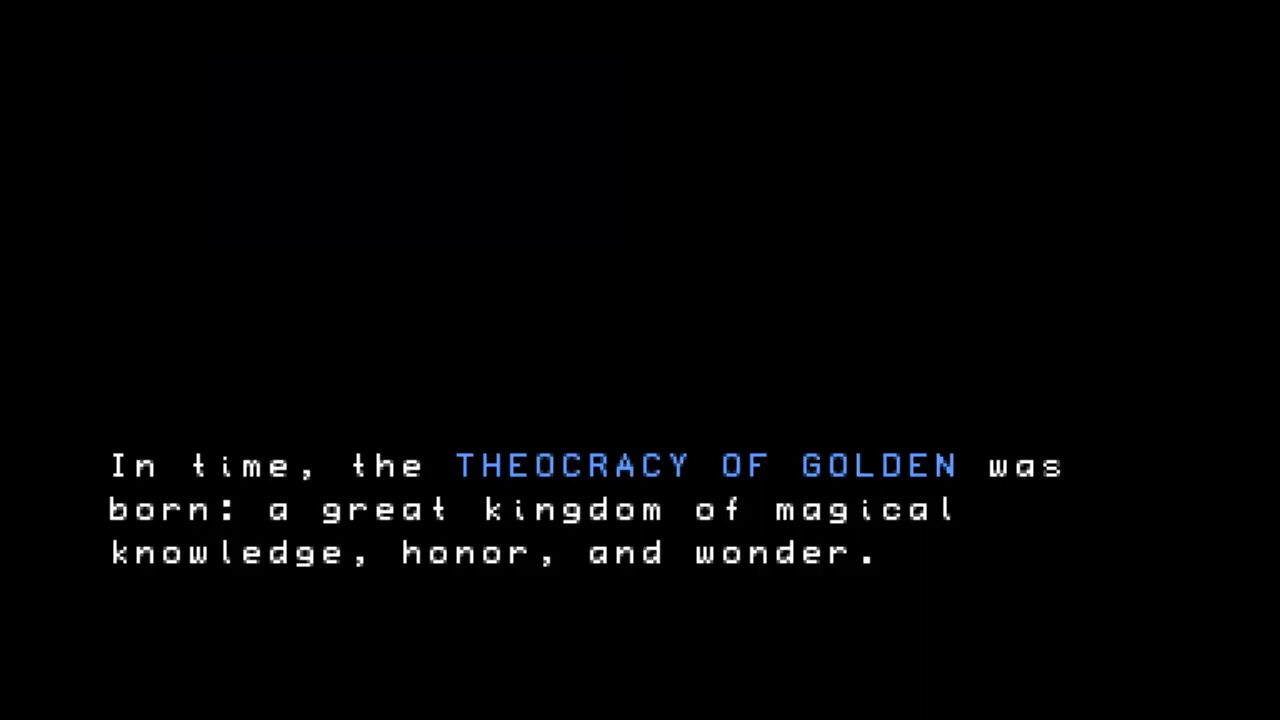 In time, the THEOCRACY OF GOLDEN was
born: a great kingdom of magical
knowledge, honor, and wonder.